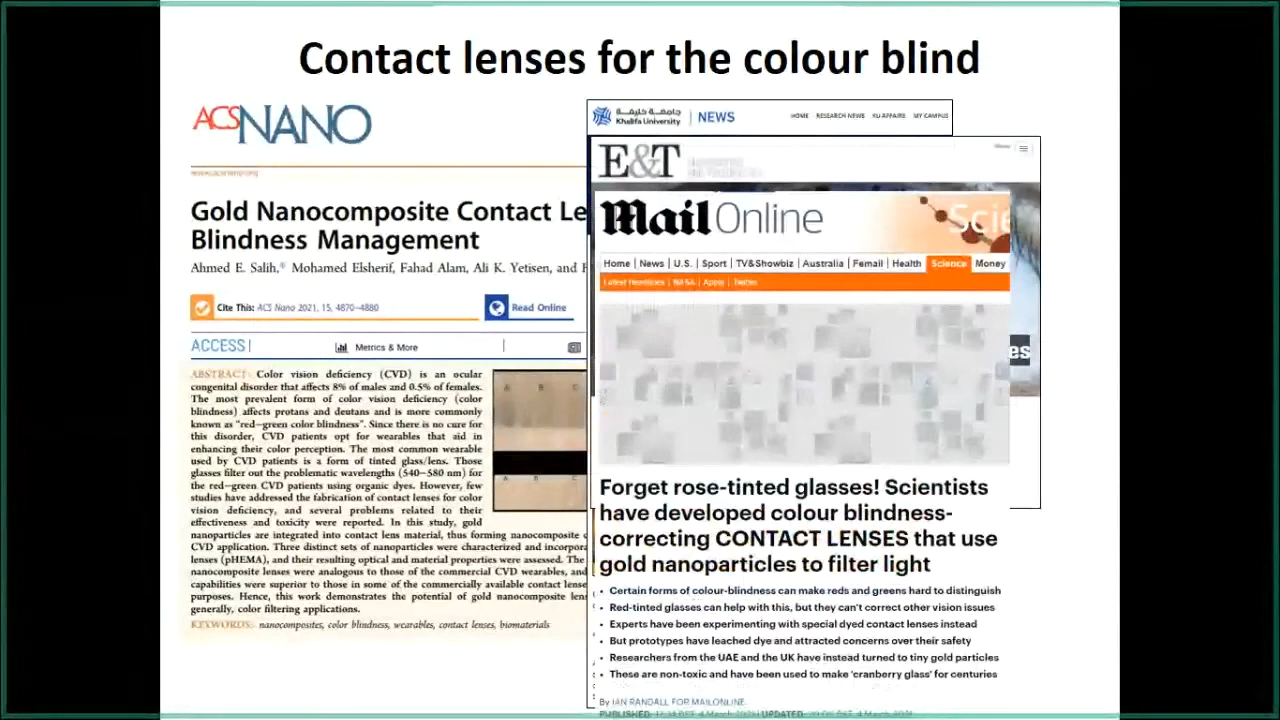 Contact lenses for the colour blind
ACSNANO
www.acsnano.org
Gold Nanocomposite Contact Le
Blindness Management
Ahmed E. Salih,* Mohamed Elsherif, Fahad Alam, Ali K. Yetisen, and
Cite This: ACS Nano 2021, 15, 4870–4880
Read Online
ACCESS
Metrics & More
ABSTRACT: Color vision deficiency (CVD) is an ocular
congenital disorder that affects 8% of males and 0.5% of females.
The most prevalent form of color vision deficiency (color
blindness) affects protans and deutans and is more commonly
known as "red–green color blindness". Since there is no cure for
this disorder, CVD patients opt for wearables that aid in
enhancing their color perception. The most common wearable
used by CVD patients is a form of tinted glass/lens. Those
glasses filter out the problematic wavelengths (540–580 nm) for
the red–green CVD patients using organic dyes. However, few
studies have addressed the fabrication of contact lenses for color
vision deficiency, and several problems related to their
effectiveness and toxicity were reported. In this study, gold
nanoparticles are integrated into contact lens material, thus forming nanocomposite c
CVD application. Three distinct sets of nanoparticles were characterized and incorpora
lenses (pHEMA), and their resulting optical and material properties were assessed. The
nanocomposite lenses were analogous to those of the commercial CVD wearables, and
capabilities were superior to those in some of the commercially available contact lense
purposes. Hence, this work demonstrates the potential of gold nanocomposite lens
generally, color filtering applications.
KEYWORDS: nanocomposites, color blindness, wearables, contact lenses, biomaterials
A B C
A B C
جامعة خليفة
Khalifa University
NEWS
HOME RESEARCH NEWS KU AFFAIRS MY CAMPUS
E&T
Menu
es
Mail Online
Scie
Home News U.S. Sport TV&Showbiz Australia Femail Health Science Money
Latest Headlines NASA Apple Twitter
Forget rose-tinted glasses! Scientists
have developed colour blindness-
correcting CONTACT LENSES that use
gold nanoparticles to filter light
• Certain forms of colour-blindness can make reds and greens hard to distinguish
• Red-tinted glasses can help with this, but they can't correct other vision issues
• Experts have been experimenting with special dyed contact lenses instead
• But prototypes have leached dye and attracted concerns over their safety
• Researchers from the UAE and the UK have instead turned to tiny gold particles
• These are non-toxic and have been used to make 'cranberry glass' for centuries
By IAN RANDALL FOR MAILONLINE